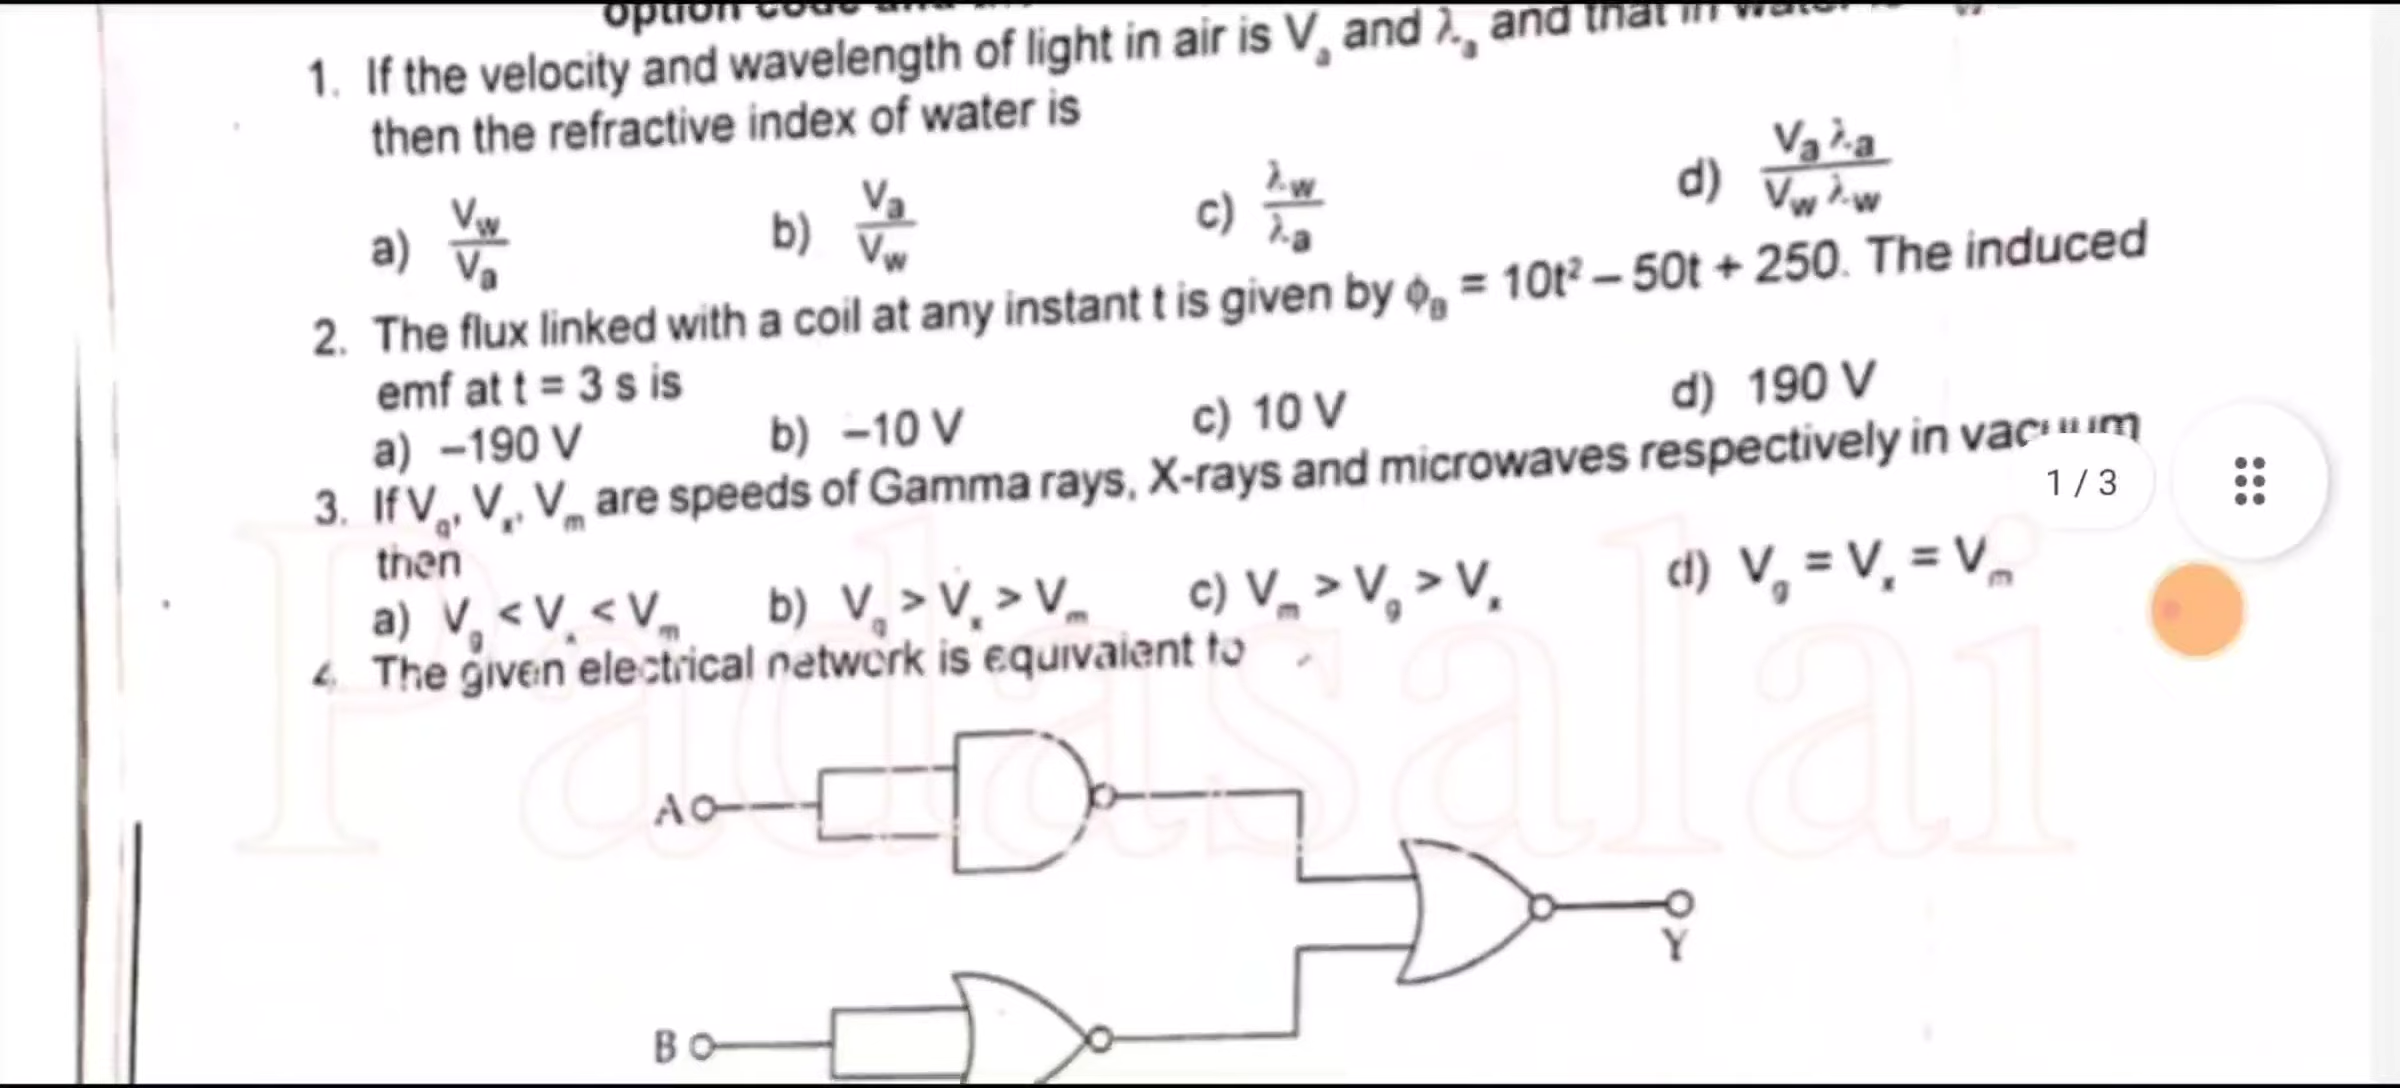 option
1. If the velocity and wavelength of light in air is Vₐ and λₐ and that in
then the refractive index of water is
a) V_w/V_a b) V_a/V_w c) λ_w/λ_a d) V_a λ_a/V_w λ_w
2. The flux linked with a coil at any instant t is given by ϕ_B = 10t² – 50t + 250. The induced
emf at t = 3 s is
a) –190 V b) –10 V c) 10 V d) 190 V
3. If V_g, V_x, V_m are speeds of Gamma rays, X-rays and microwaves respectively in vacuum
1 / 3
then
a) V_g < V_x < V_m b) V_g > V_x > V_m c) V_m > V_g > V_x d) V_g = V_x = V_m
4. The given electrical network is equivalent to
A
Y
B
Padasalai